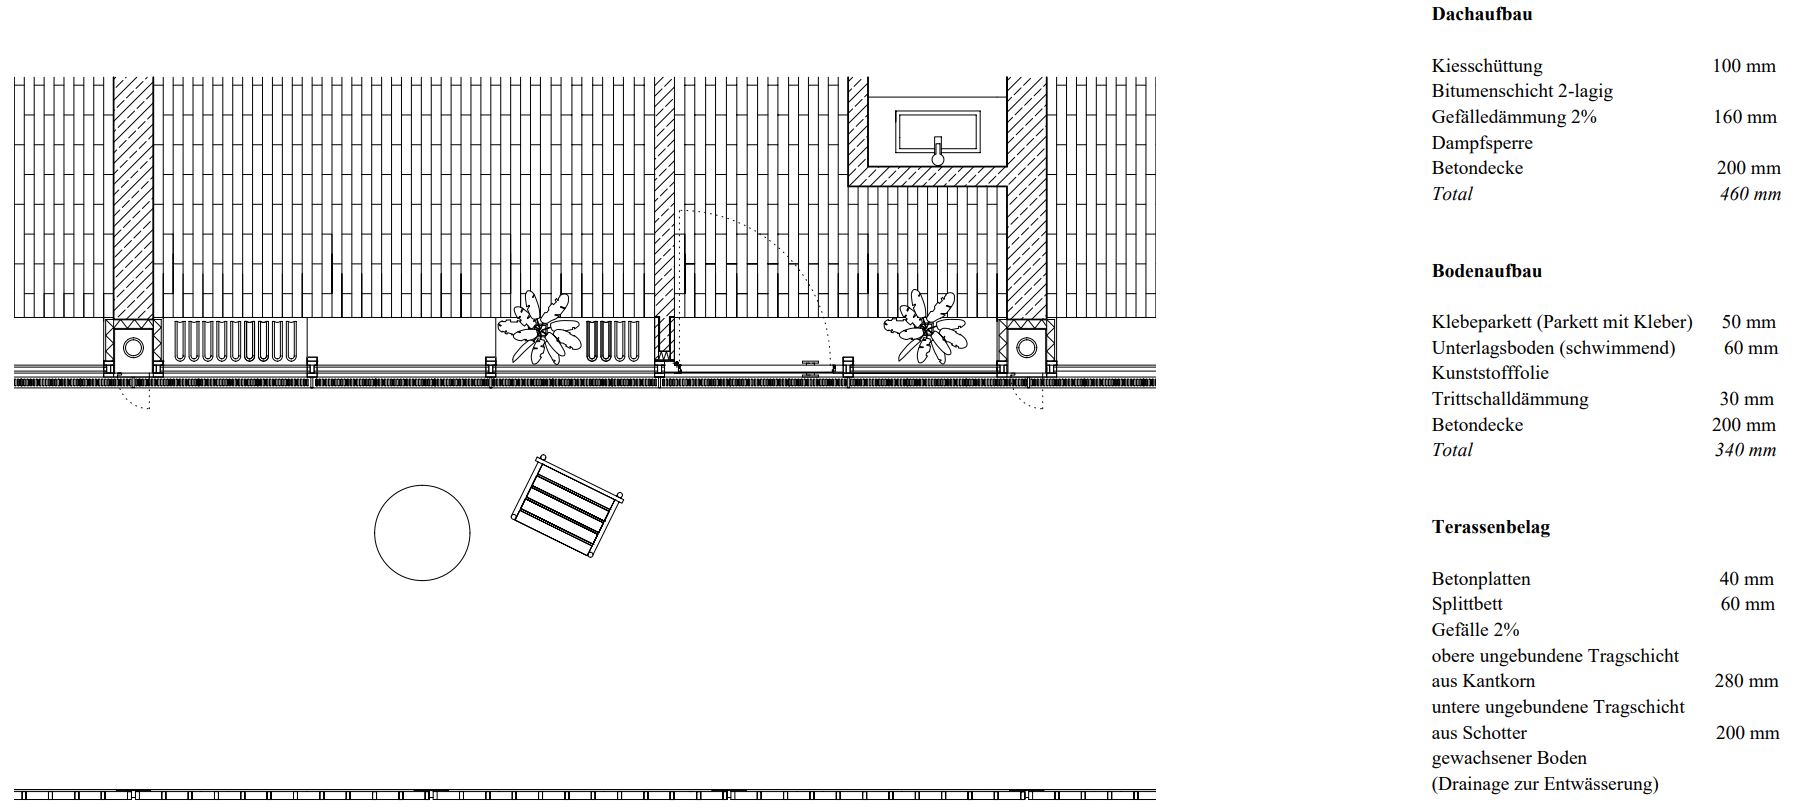 Dachaufbau
Kiesschüttung 100 mm
Bitumenschicht 2-lagig
Gefälledämmung 2% 160 mm
Dampfsperre
Betondecke 200 mm
Total 460 mm
Bodenaufbau
Klebeparkett (Parkett mit Kleber) 50 mm
Unterlagsboden (schwimmend) 60 mm
Kunststofffolie
Trittschalldämmung 30 mm
Betondecke 200 mm
Total 340 mm
Terassenbelag
Betonplatten 40 mm
Splittbett 60 mm
Gefälle 2%
obere ungebundene Tragschicht
aus Kantkorn 280 mm
untere ungebundene Tragschicht
aus Schotter 200 mm
gewachsener Boden
(Drainage zur Entwässerung)